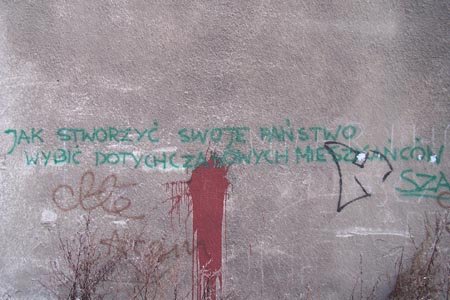 JAK STWORZYĆ SWOJE PAŃSTWO
WYBIĆ DOTYCHCZASOWYCH MIESZKAŃCÓW
SZA